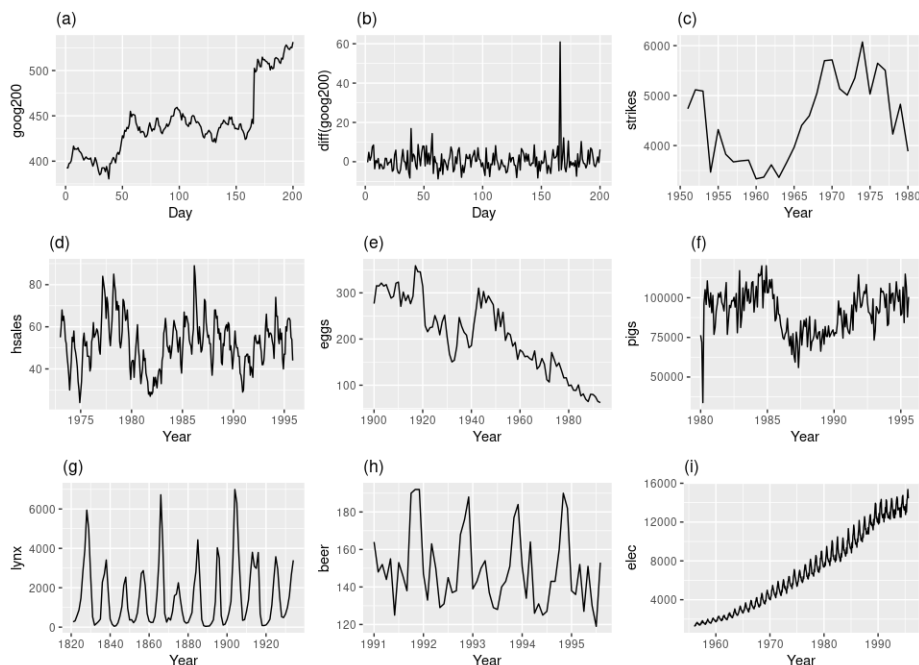 (a)
goog200
500
450
400
0
50
100
150
200
Day
(b)
diff(goog200)
60
40
20
0
0
50
100
150
200
Day
(c)
strikes
6000
5000
4000
1950
1955
1960
1965
1970
1975
1980
Year
(d)
hsales
80
60
40
1975
1980
1985
1990
1995
Year
(e)
eggs
300
200
100
1900
1920
1940
1960
1980
Year
(f)
pigs
100000
75000
50000
1980
1985
1990
1995
Year
(g)
lynx
6000
4000
2000
0
1820
1840
1860
1880
1900
1920
Year
(h)
beer
180
160
140
120
1991
1992
1993
1994
1995
Year
(i)
elec
16000
12000
8000
4000
1960
1970
1980
1990
Year